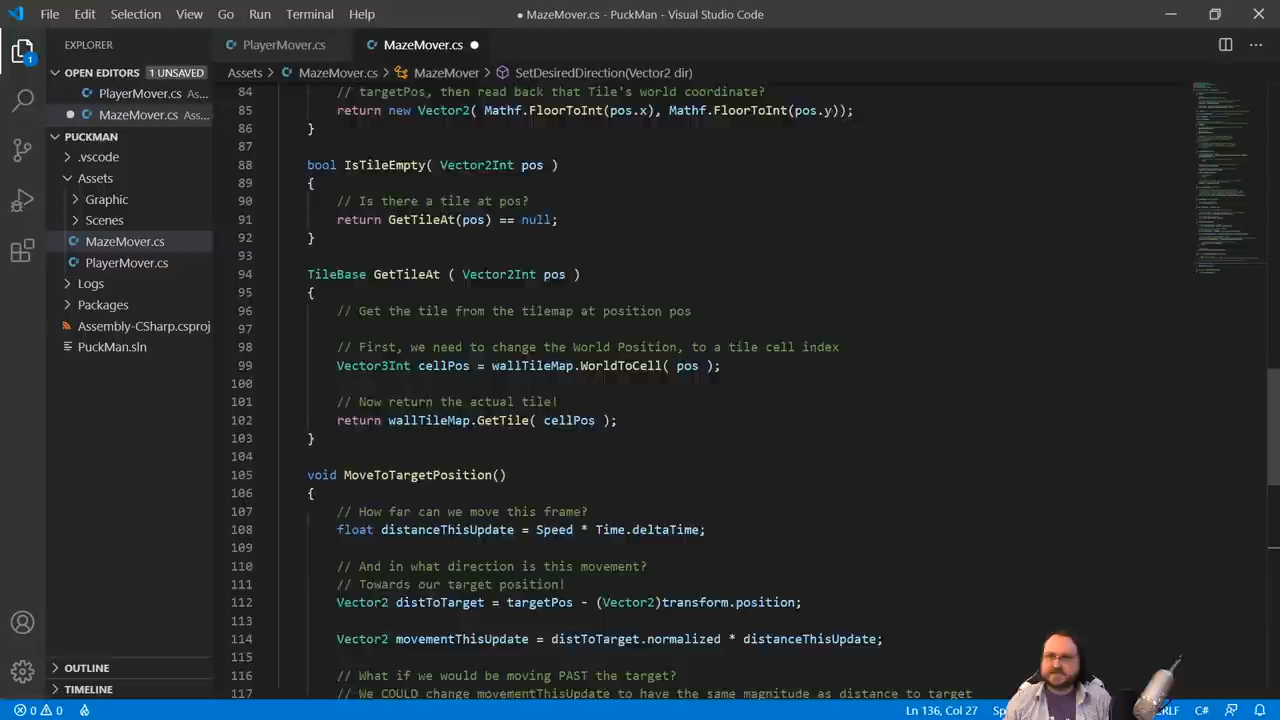 File Edit Selection View Go Run Terminal Help
● MazeMover.cs - PuckMan - Visual Studio Code
EXPLORER
OPEN EDITORS 1 UNSAVED
PlayerMover.cs Ass...
MazeMover.cs Ass...
PUCKMAN
.vscode
Assets
Graphic
Scenes
MazeMover.cs
PlayerMover.cs
Logs
Packages
Assembly-CSharp.csproj
PuckMan.sln
OUTLINE
TIMELINE
1
PlayerMover.cs MazeMover.cs
Assets > MazeMover.cs > MazeMover > SetDesiredDirection(Vector2 dir)
84 // targetPos, then read back that Tile's world coordinate?
85 return new Vector2( Mathf.FloorToInt(pos.x), Mathf.FloorToInt(pos.y));
86 }
87
88 bool IsTileEmpty( Vector2Int pos )
89 {
90 // Is there a tile at pos?
91 return GetTileAt(pos) == null;
92 }
93
94 TileBase GetTileAt ( Vector2Int pos )
95 {
96 // Get the tile from the tilemap at position pos
97
98 // First, we need to change the World Position, to a tile cell index
99 Vector3Int cellPos = wallTileMap.WorldToCell( pos );
100
101 // Now return the actual tile!
102 return wallTileMap.GetTile( cellPos );
103 }
104
105 void MoveToTargetPosition()
106 {
107 // How far can we move this frame?
108 float distanceThisUpdate = Speed * Time.deltaTime;
109
110 // And in what direction is this movement?
111 // Towards our target position!
112 Vector2 distToTarget = targetPos - (Vector2)transform.position;
113
114 Vector2 movementThisUpdate = distToTarget.normalized * distanceThisUpdate;
115
116 // What if we would be moving PAST the target?
117 // We COULD change movementThisUpdate to have the same magnitude as distance to target
0 0 Ln 136, Col 27 C#